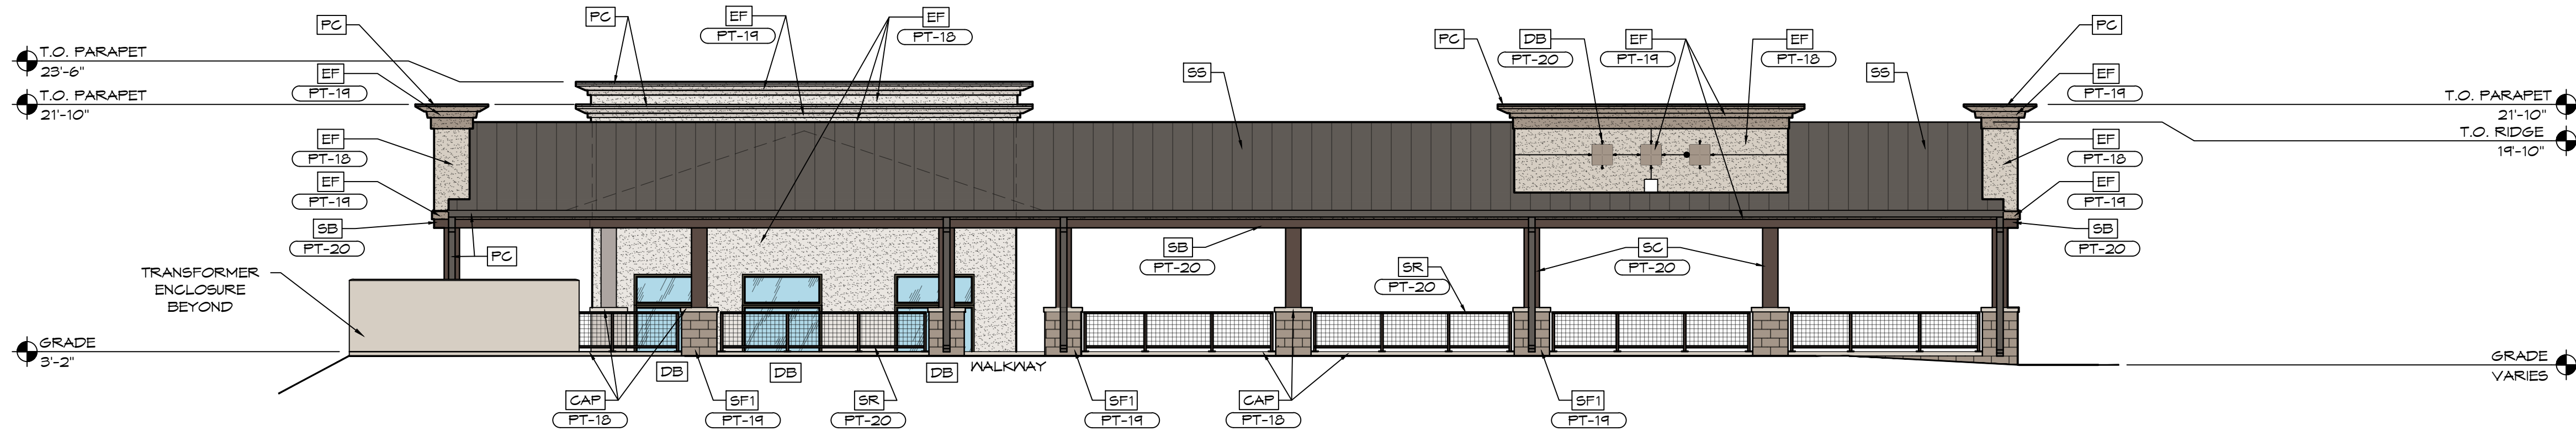 PC
EF
PT-19
EF
PT-18
PC
PC
DB
PT-20
EF
PT-19
EF
PT-18
PC
T.O. PARAPET
23'-6"
EF
PT-19
SS
SS
EF
PT-19
T.O. PARAPET
21'-10"
T.O. PARAPET
21'-10"
T.O. RIDGE
19'-10"
EF
PT-18
EF
PT-18
EF
PT-19
EF
PT-19
SB
PT-20
PC
SB
PT-20
SC
PT-20
SB
PT-20
SR
PT-20
TRANSFORMER
ENCLOSURE
BEYOND
GRADE
3'-2"
GRADE
VARIES
DB
DB
DB
WALKWAY
CAP
PT-18
SF1
PT-19
SR
PT-20
SF1
PT-19
CAP
PT-18
SF1
PT-19